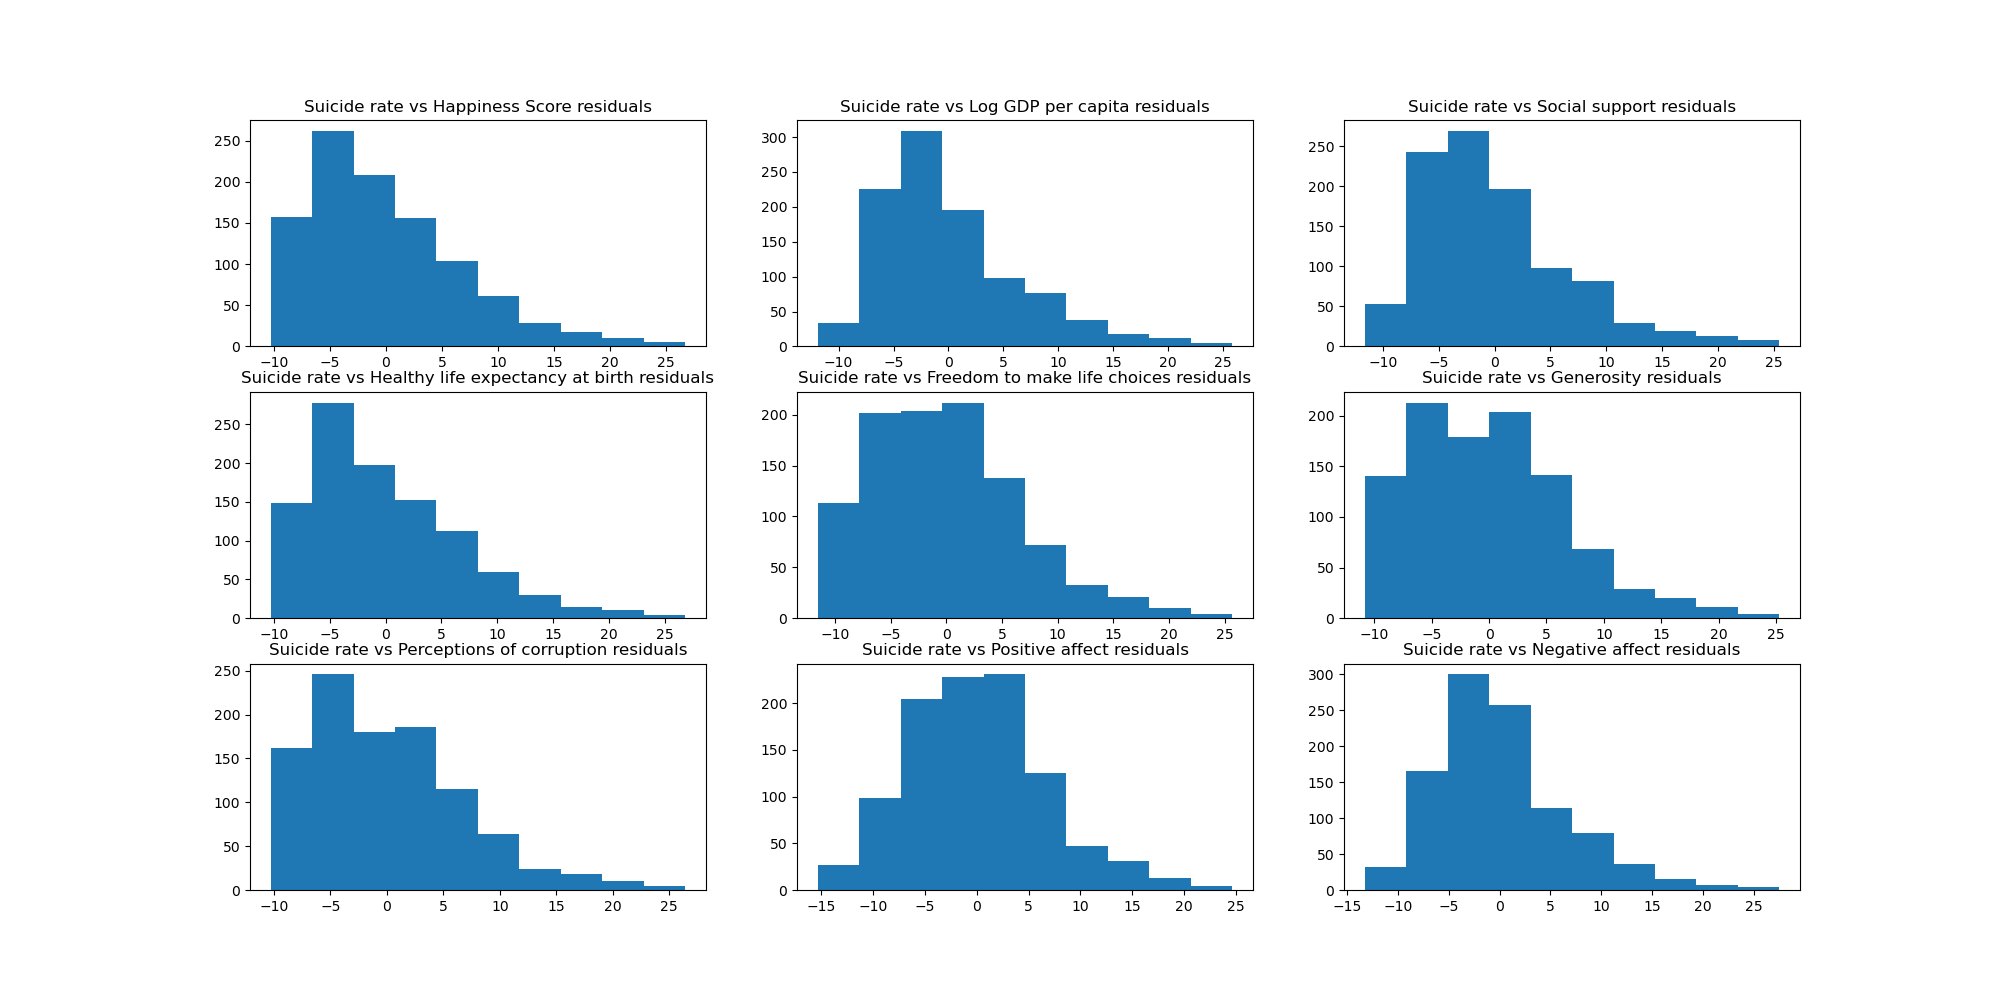 Suicide rate vs Happiness Score residuals
250
200
150
100
50
0
−10 −5 0 5 10 15 20 25
Suicide rate vs Log GDP per capita residuals
300
250
200
150
100
50
0
−10 −5 0 5 10 15 20 25
Suicide rate vs Social support residuals
250
200
150
100
50
0
−10 −5 0 5 10 15 20 25
Suicide rate vs Healthy life expectancy at birth residuals
250
200
150
100
50
0
−10 −5 0 5 10 15 20 25
Suicide rate vs Freedom to make life choices residuals
200
150
100
50
0
−10 −5 0 5 10 15 20 25
Suicide rate vs Generosity residuals
200
150
100
50
0
−10 −5 0 5 10 15 20 25
Suicide rate vs Perceptions of corruption residuals
250
200
150
100
50
0
−10 −5 0 5 10 15 20 25
Suicide rate vs Positive affect residuals
200
150
100
50
0
−15 −10 −5 0 5 10 15 20 25
Suicide rate vs Negative affect residuals
300
250
200
150
100
50
0
−15 −10 −5 0 5 10 15 20 25